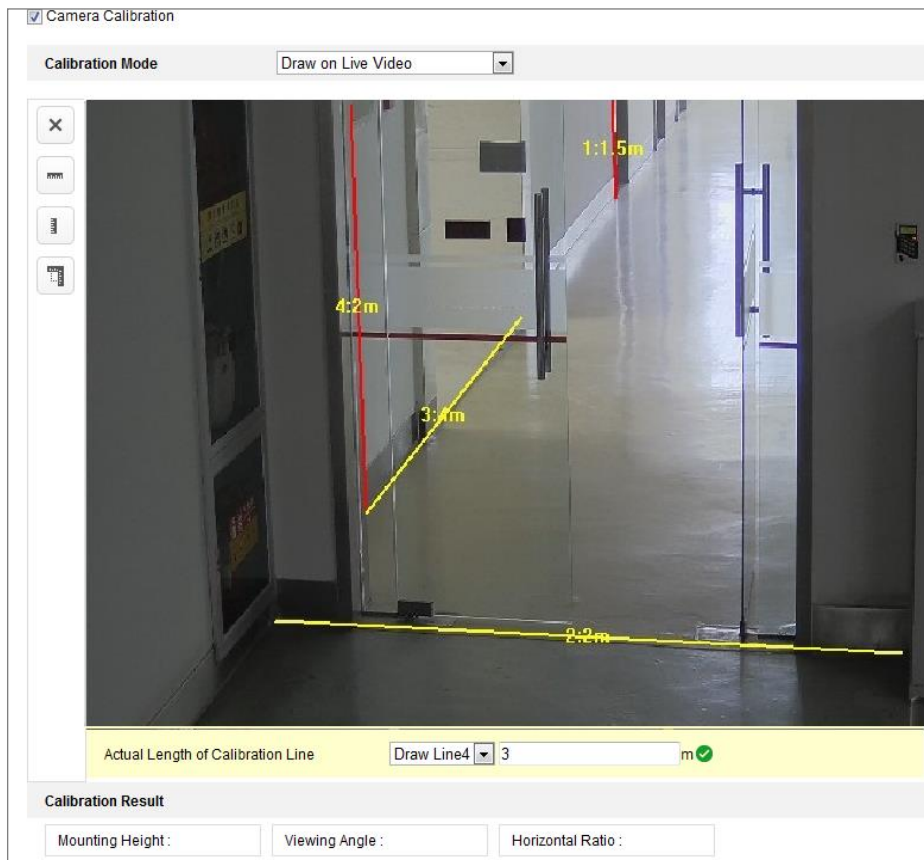 Camera Calibration
Calibration Mode
Draw on Live Video
1:1.5m
4:2m
3:4m
2:2m
Actual Length of Calibration Line
Draw Line4
3
m
Calibration Result
Mounting Height :
Viewing Angle :
Horizontal Ratio :